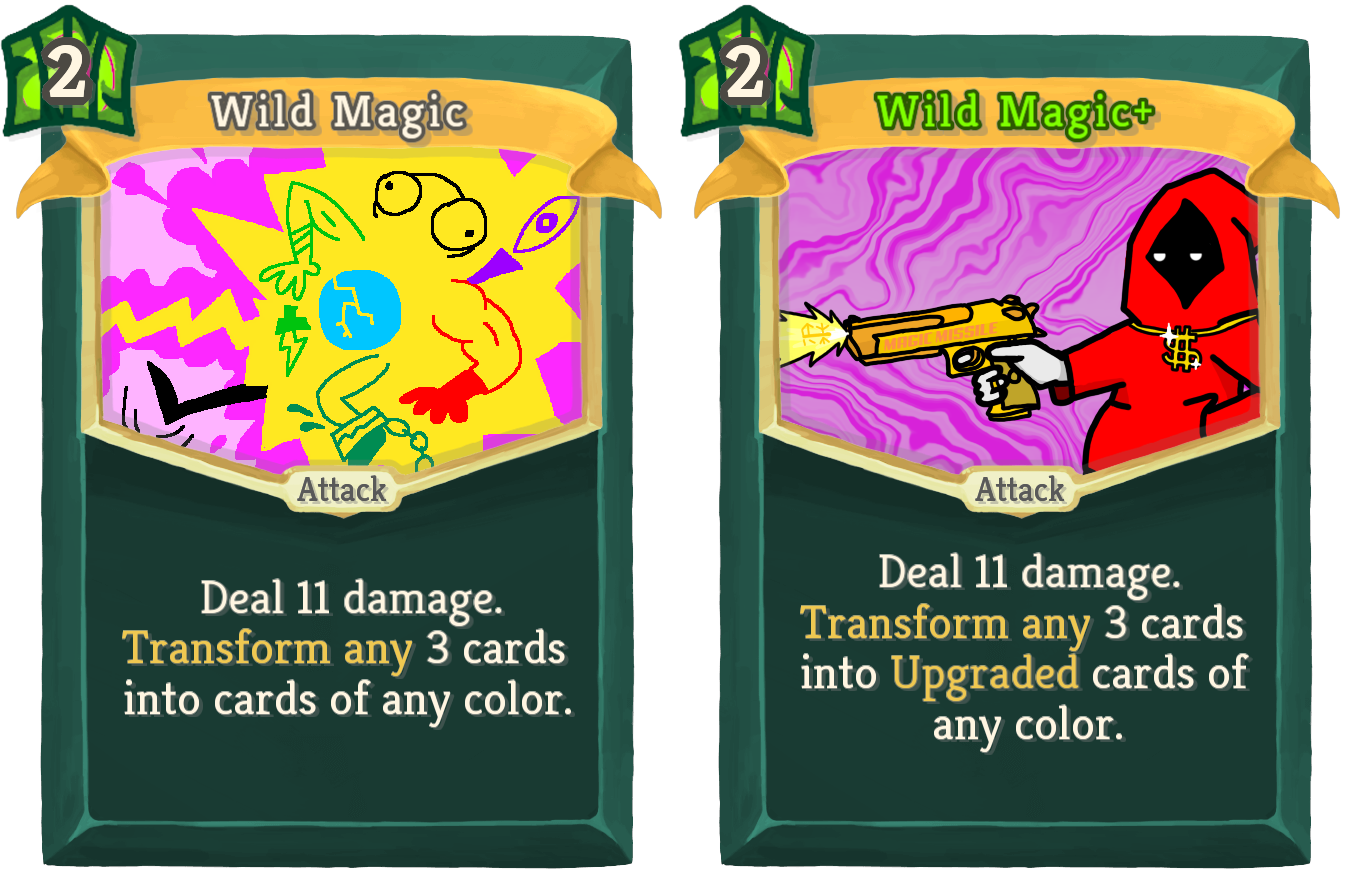 2
Wild Magic
Attack
Deal 11 damage.
Transform any 3 cards
into cards of any color.
2
Wild Magic+
MAGIC MISSILE
$
Attack
Deal 11 damage.
Transform any 3 cards
into Upgraded cards of
any color.